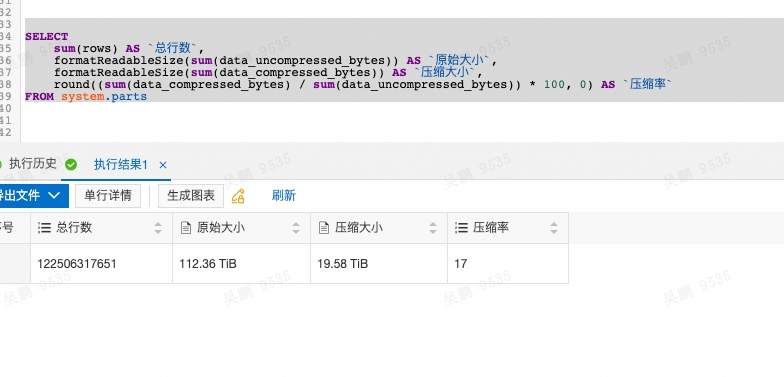 31
32
33
34 SELECT
35 sum(rows) AS `总行数`,
36 formatReadableSize(sum(data_uncompressed_bytes)) AS `原始大小`,
37 formatReadableSize(sum(data_compressed_bytes)) AS `压缩大小`,
38 round((sum(data_compressed_bytes) / sum(data_uncompressed_bytes)) * 100, 0) AS `压缩率`
39 FROM system.parts
40
41
42
执行历史 执行结果1 ×
导出文件 单行详情 生成图表 刷新
序号 总行数 原始大小 压缩大小 压缩率
122506317651 112.36 TiB 19.58 TiB 17
吴鹏 9535